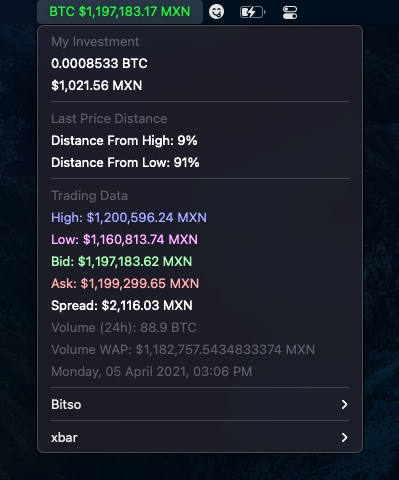 BTC $1,197,183.17 MXN
My Investment
0.0008533 BTC
$1,021.56 MXN
Last Price Distance
Distance From High: 9%
Distance From Low: 91%
Trading Data
High: $1,200,596.24 MXN
Low: $1,160,813.74 MXN
Bid: $1,197,183.62 MXN
Ask: $1,199,299.65 MXN
Spread: $2,116.03 MXN
Volume (24h): 88.9 BTC
Volume WAP: $1,182,757.5434833374 MXN
Monday, 05 April 2021, 03:06 PM
Bitso
xbar